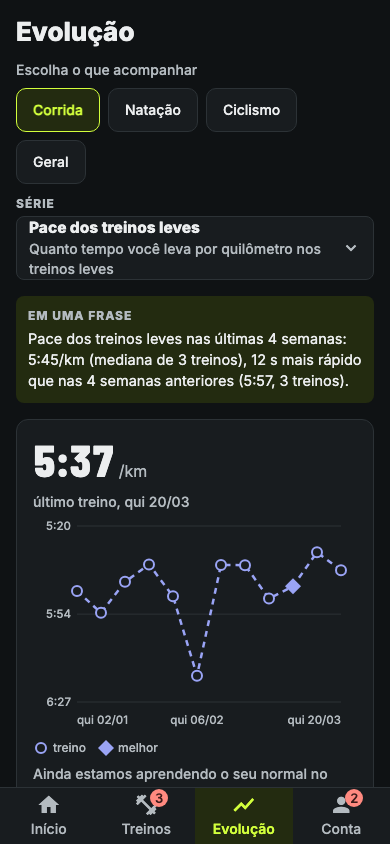 Evolução
Escolha o que acompanhar
Corrida
Natação
Ciclismo
Geral
SÉRIE
Pace dos treinos leves
Quanto tempo você leva por quilômetro nos
treinos leves
EM UMA FRASE
Pace dos treinos leves nas últimas 4 semanas:
5:45/km (mediana de 3 treinos), 12 s mais rápido
que nas 4 semanas anteriores (5:57, 3 treinos).
5:37 /km
último treino, qui 20/03
5:20
5:54
6:27
qui 02/01 qui 06/02 qui 20/03
treino melhor
Ainda estamos aprendendo o seu normal no
3 2
Início Treinos Evolução Conta